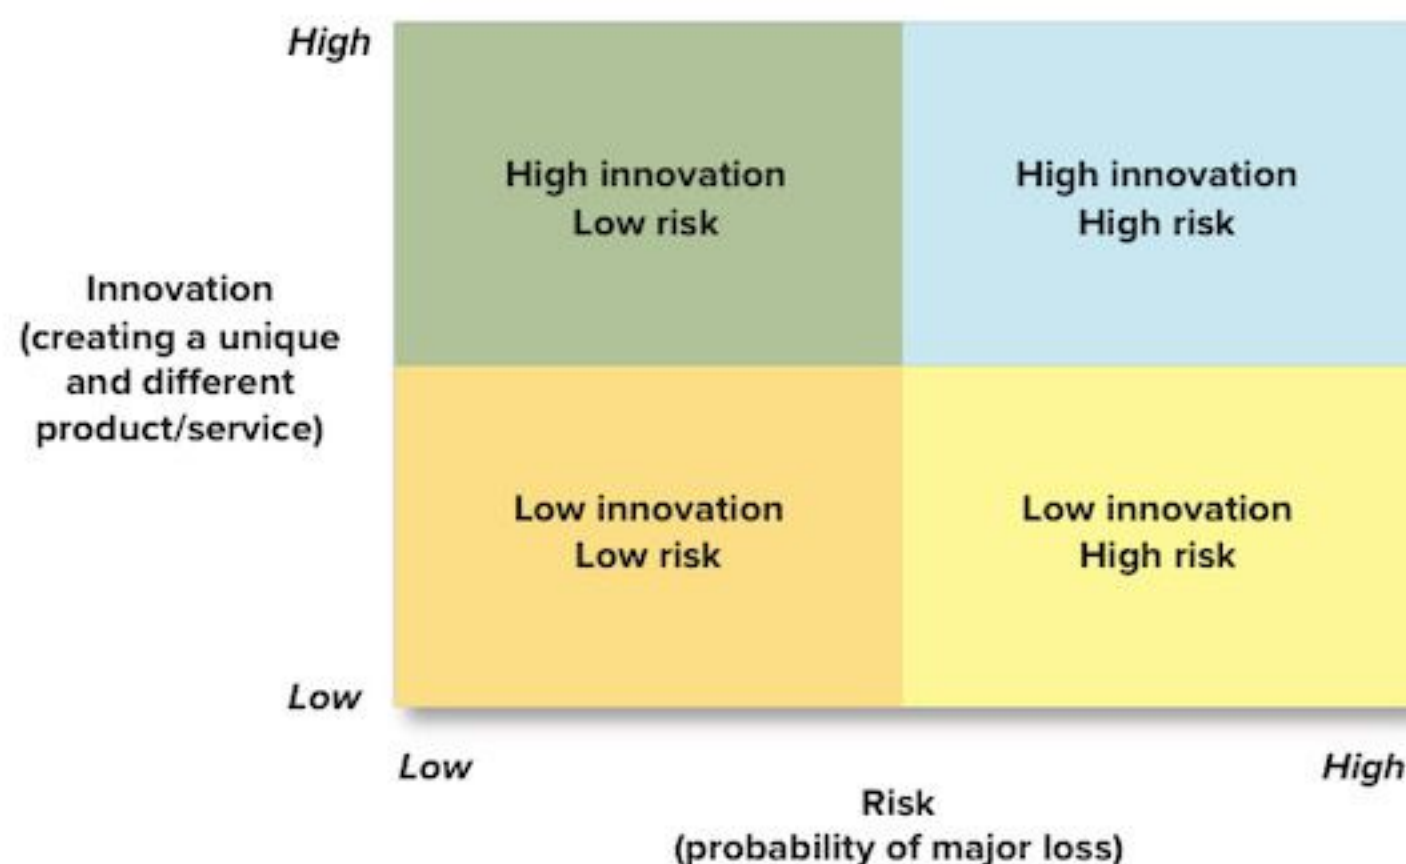 High
High innovation
Low risk
High innovation
High risk
Innovation
(creating a unique
and different
product/service)
Low innovation
Low risk
Low innovation
High risk
Low
Low
High
Risk
(probability of major loss)